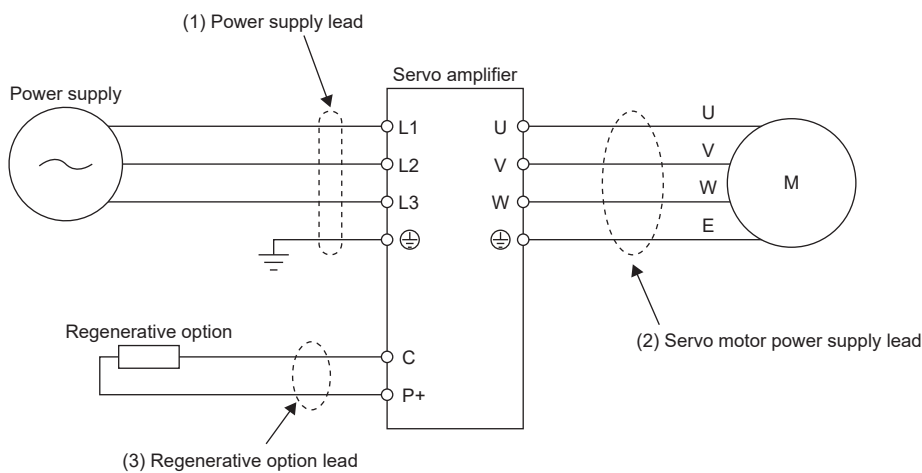 (1) Power supply lead
Servo amplifier
Power supply
L1
U
U
L2
V
V
L3
W
W
E
M
Regenerative option
C
P+
(2) Servo motor power supply lead
(3) Regenerative option lead